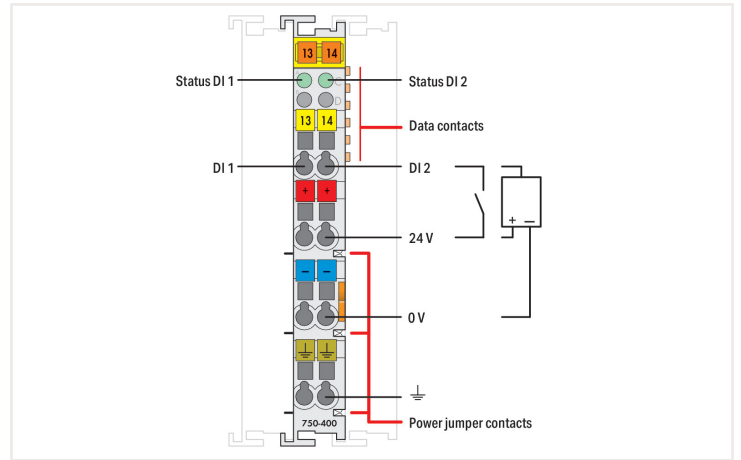 13 14
Status DI 1
Status DI 2
C
D
Data contacts
13 14
DI 1
DI 2
+ +
+ −
24 V
− −
0 V
750-400
Power jumper contacts